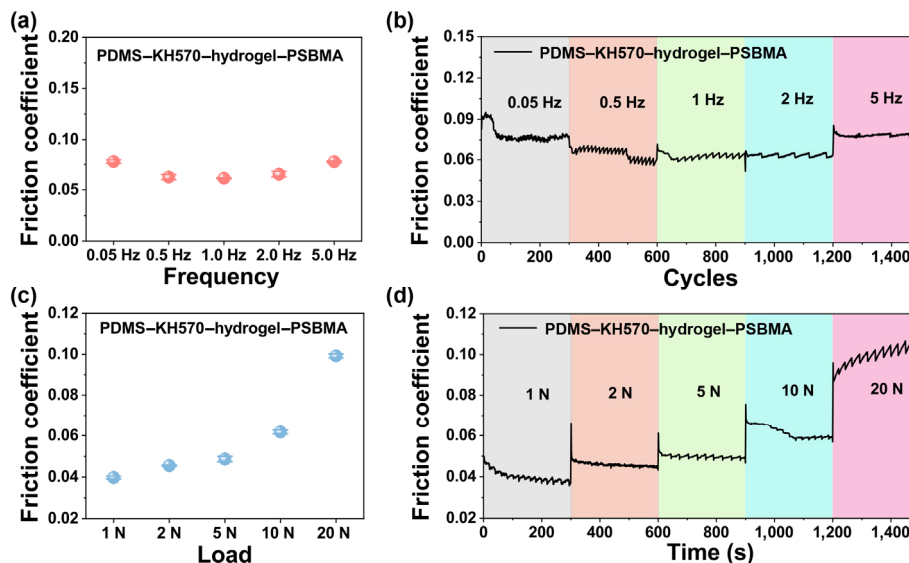 (a)
Friction coefficient
0.20
0.15
0.10
0.05
0.00
PDMS–KH570–hydrogel–PSBMA
0.05 Hz 0.5 Hz 1.0 Hz 2.0 Hz 5.0 Hz
Frequency
(b)
Friction coefficient
0.15
0.12
0.09
0.06
0.03
0.00
PDMS–KH570–hydrogel–PSBMA
0.05 Hz 0.5 Hz 1 Hz 2 Hz 5 Hz
0 200 400 600 800 1,000 1,200 1,400
Cycles
(c)
Friction coefficient
0.12
0.10
0.08
0.06
0.04
0.02
PDMS–KH570–hydrogel–PSBMA
1 N 2 N 5 N 10 N 20 N
Load
(d)
Friction coefficient
0.12
0.10
0.08
0.06
0.04
0.02
PDMS–KH570–hydrogel–PSBMA
1 N 2 N 5 N 10 N 20 N
0 200 400 600 800 1,000 1,200 1,400
Time (s)